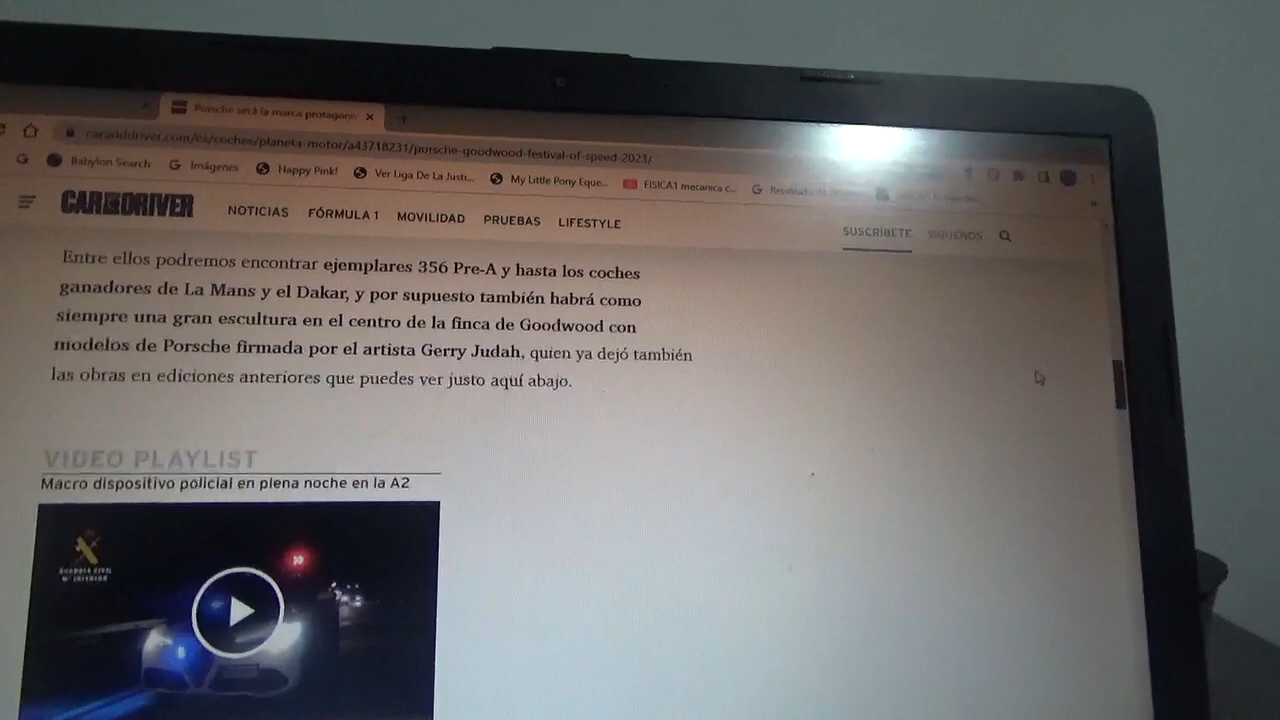 Porsche será la marca protagonis
caranddriver.com/es/coches/planeta-motor/a43718231/porsche-goodwood-festival-of-speed-2023/
Babylon Search Imágenes Happy Pink! Ver Liga De La Justi... My Little Pony Eque... FISICA1 mecanica c...
CAR AND DRIVER NOTICIAS FÓRMULA 1 MOVILIDAD PRUEBAS LIFESTYLE SUSCRÍBETE SÍGUENOS
Entre ellos podremos encontrar ejemplares 356 Pre-A y hasta los coches
ganadores de La Mans y el Dakar, y por supuesto también habrá como
siempre una gran escultura en el centro de la finca de Goodwood con
modelos de Porsche firmada por el artista Gerry Judah, quien ya dejó también
las obras en ediciones anteriores que puedes ver justo aquí abajo.
VIDEO PLAYLIST
Macro dispositivo policial en plena noche en la A2
GUARDIA CIVIL